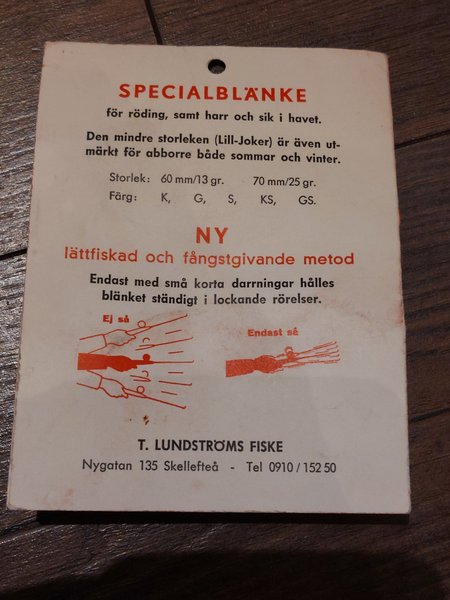 SPECIALBLÄNKE
för röding, samt harr och sik i havet.
Den mindre storleken (Lill-Joker) är även ut-
märkt för abborre både sommar och vinter.
Storlek: 60 mm/13 gr. 70 mm/25 gr.
Färg: K, G, S, KS, GS.
NY
lättfiskad och fångstgivande metod
Endast med små korta darrningar hålles
blänket ständigt i lockande rörelser.
Ej så
Endast så
T. LUNDSTRÖMS FISKE
Nygatan 135 Skellefteå - Tel 0910/152 50